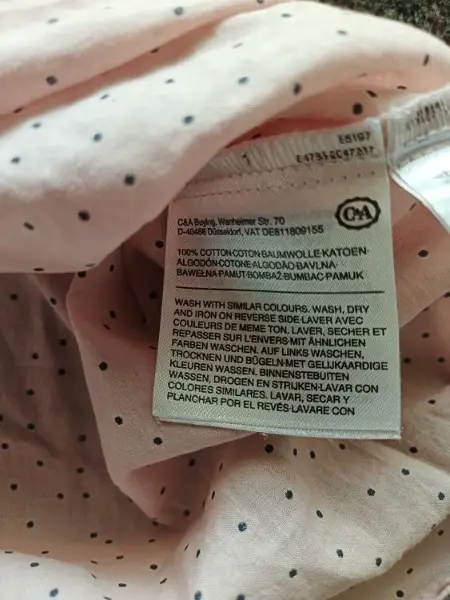 1
C&A
C&A Buying, Wanheimer Str. 70
D-40468 Düsseldorf, VAT DE811809155
100% COTTON·COTON·BAUMWOLLE·KATOEN·
ALGODÓN·COTONE·ALGODÃO·BAVLNA·
BAWEŁNA·PAMUT·BOMBAŽ·BUMBAC·PAMUK
WASH WITH SIMILAR COLOURS. WASH, DRY
AND IRON ON REVERSE SIDE·LAVER AVEC
COULEURS DE MEME TON. LAVER, SECHER ET
REPASSER SUR L'ENVERS·MIT ÄHNLICHEN
FARBEN WASCHEN. AUF LINKS WASCHEN,
TROCKNEN UND BÜGELN·MET GELIJKAARDIGE
KLEUREN WASSEN. BINNENSTEBUITEN
WASSEN, DROGEN EN STRIJKEN·LAVAR CON
COLORES SIMILARES. LAVAR, SECAR Y
PLANCHAR POR EL REVÉS·LAVARE CON